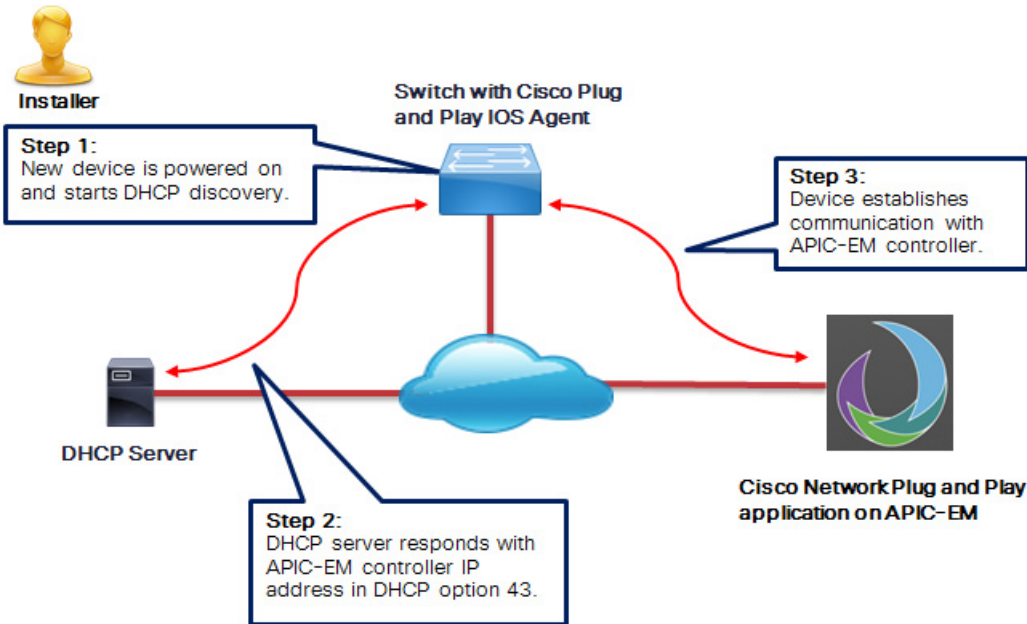 Installer
Switch with Cisco Plug
and Play IOS Agent
Step 1:
New device is powered on
and starts DHCP discovery.
Step 3:
Device establishes
communication with
APIC-EM controller.
DHCP Server
Cisco Network Plug and Play
application on APIC-EM
Step 2:
DHCP server responds with
APIC-EM controller IP
address in DHCP option 43.